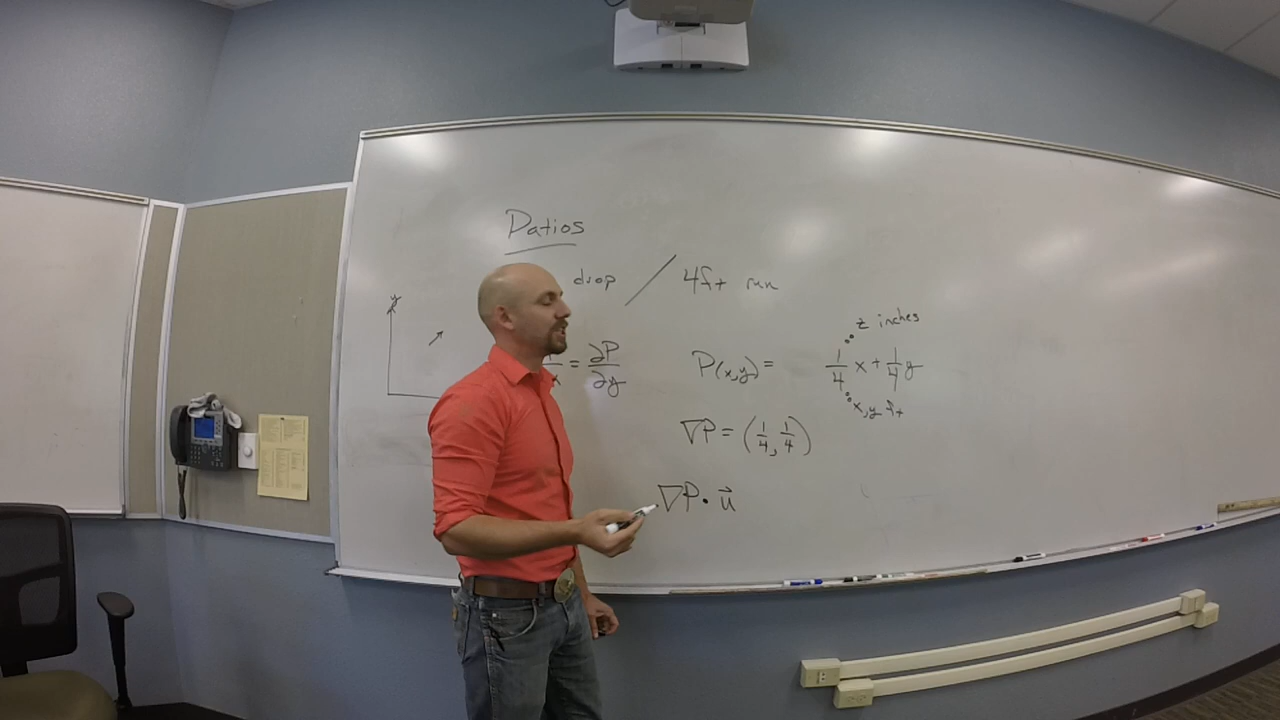 Patios
drop / 4ft run
y
z inches
x = ∂P/∂y
P(x,y) = 1/4 x + 1/4 y
x,y ft
∇P = (1/4, 1/4)
∇P · u⃗